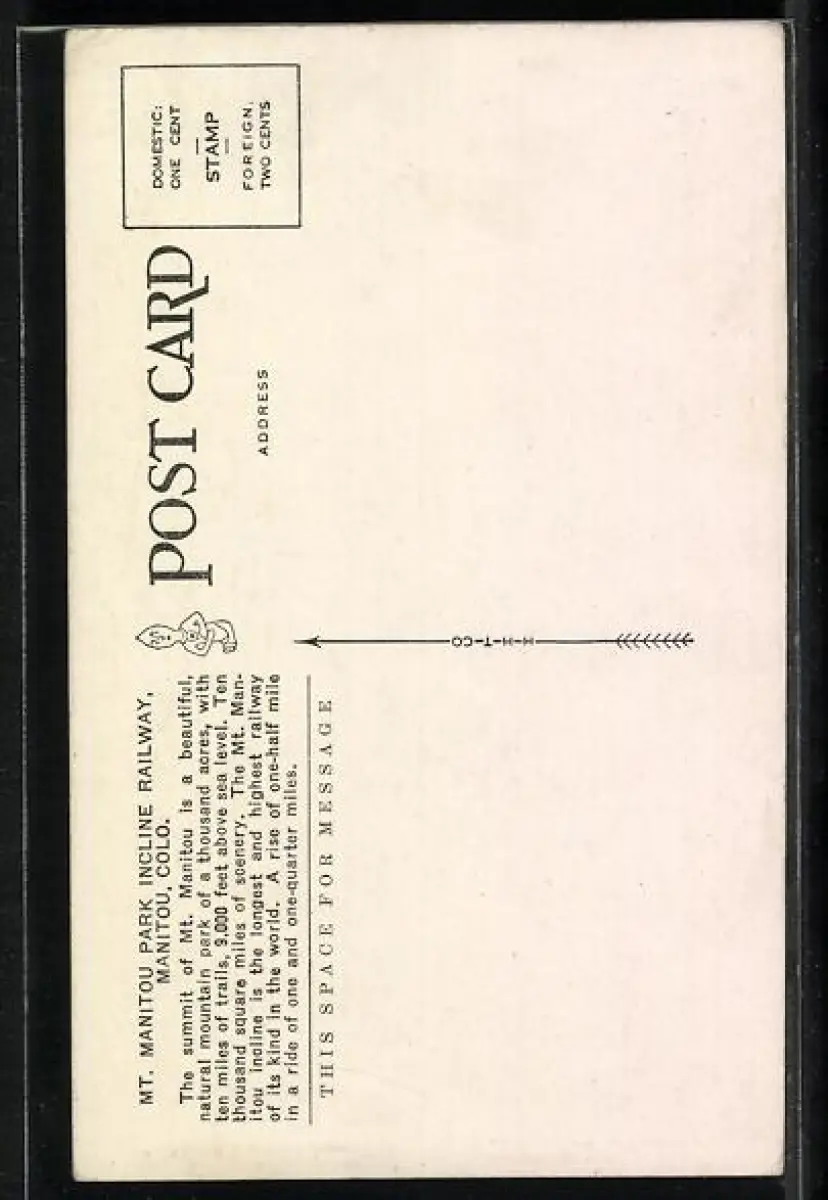 MT. MANITOU PARK INCLINE RAILWAY,
MANITOU, COLO.
The summit of Mt. Manitou is a beautiful,
natural mountain park of a thousand acres, with
ten miles of trails, 9,000 feet above sea level. Ten
thousand square miles of scenery. The Mt. Man-
itou incline is the longest and highest railway
of its kind in the world. A rise of one-half mile
in a ride of one and one-quarter miles.
THIS SPACE FOR MESSAGE
POST CARD
ADDRESS
DOMESTIC:
ONE CENT
STAMP
FOREIGN,
TWO CENTS
H-H-T-CO